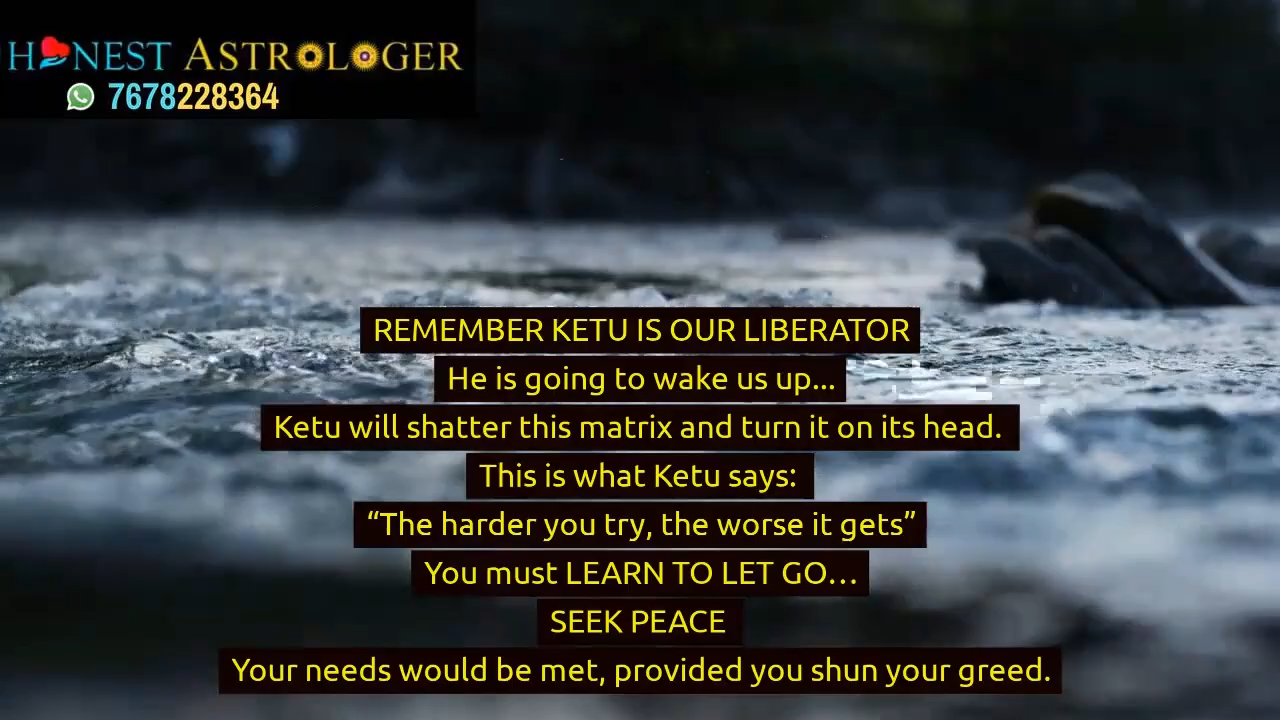 HONEST ASTROLOGER
7678228364
REMEMBER KETU IS OUR LIBERATOR
He is going to wake us up...
Ketu will shatter this matrix and turn it on its head.
This is what Ketu says:
“The harder you try, the worse it gets”
You must LEARN TO LET GO...
SEEK PEACE
Your needs would be met, provided you shun your greed.